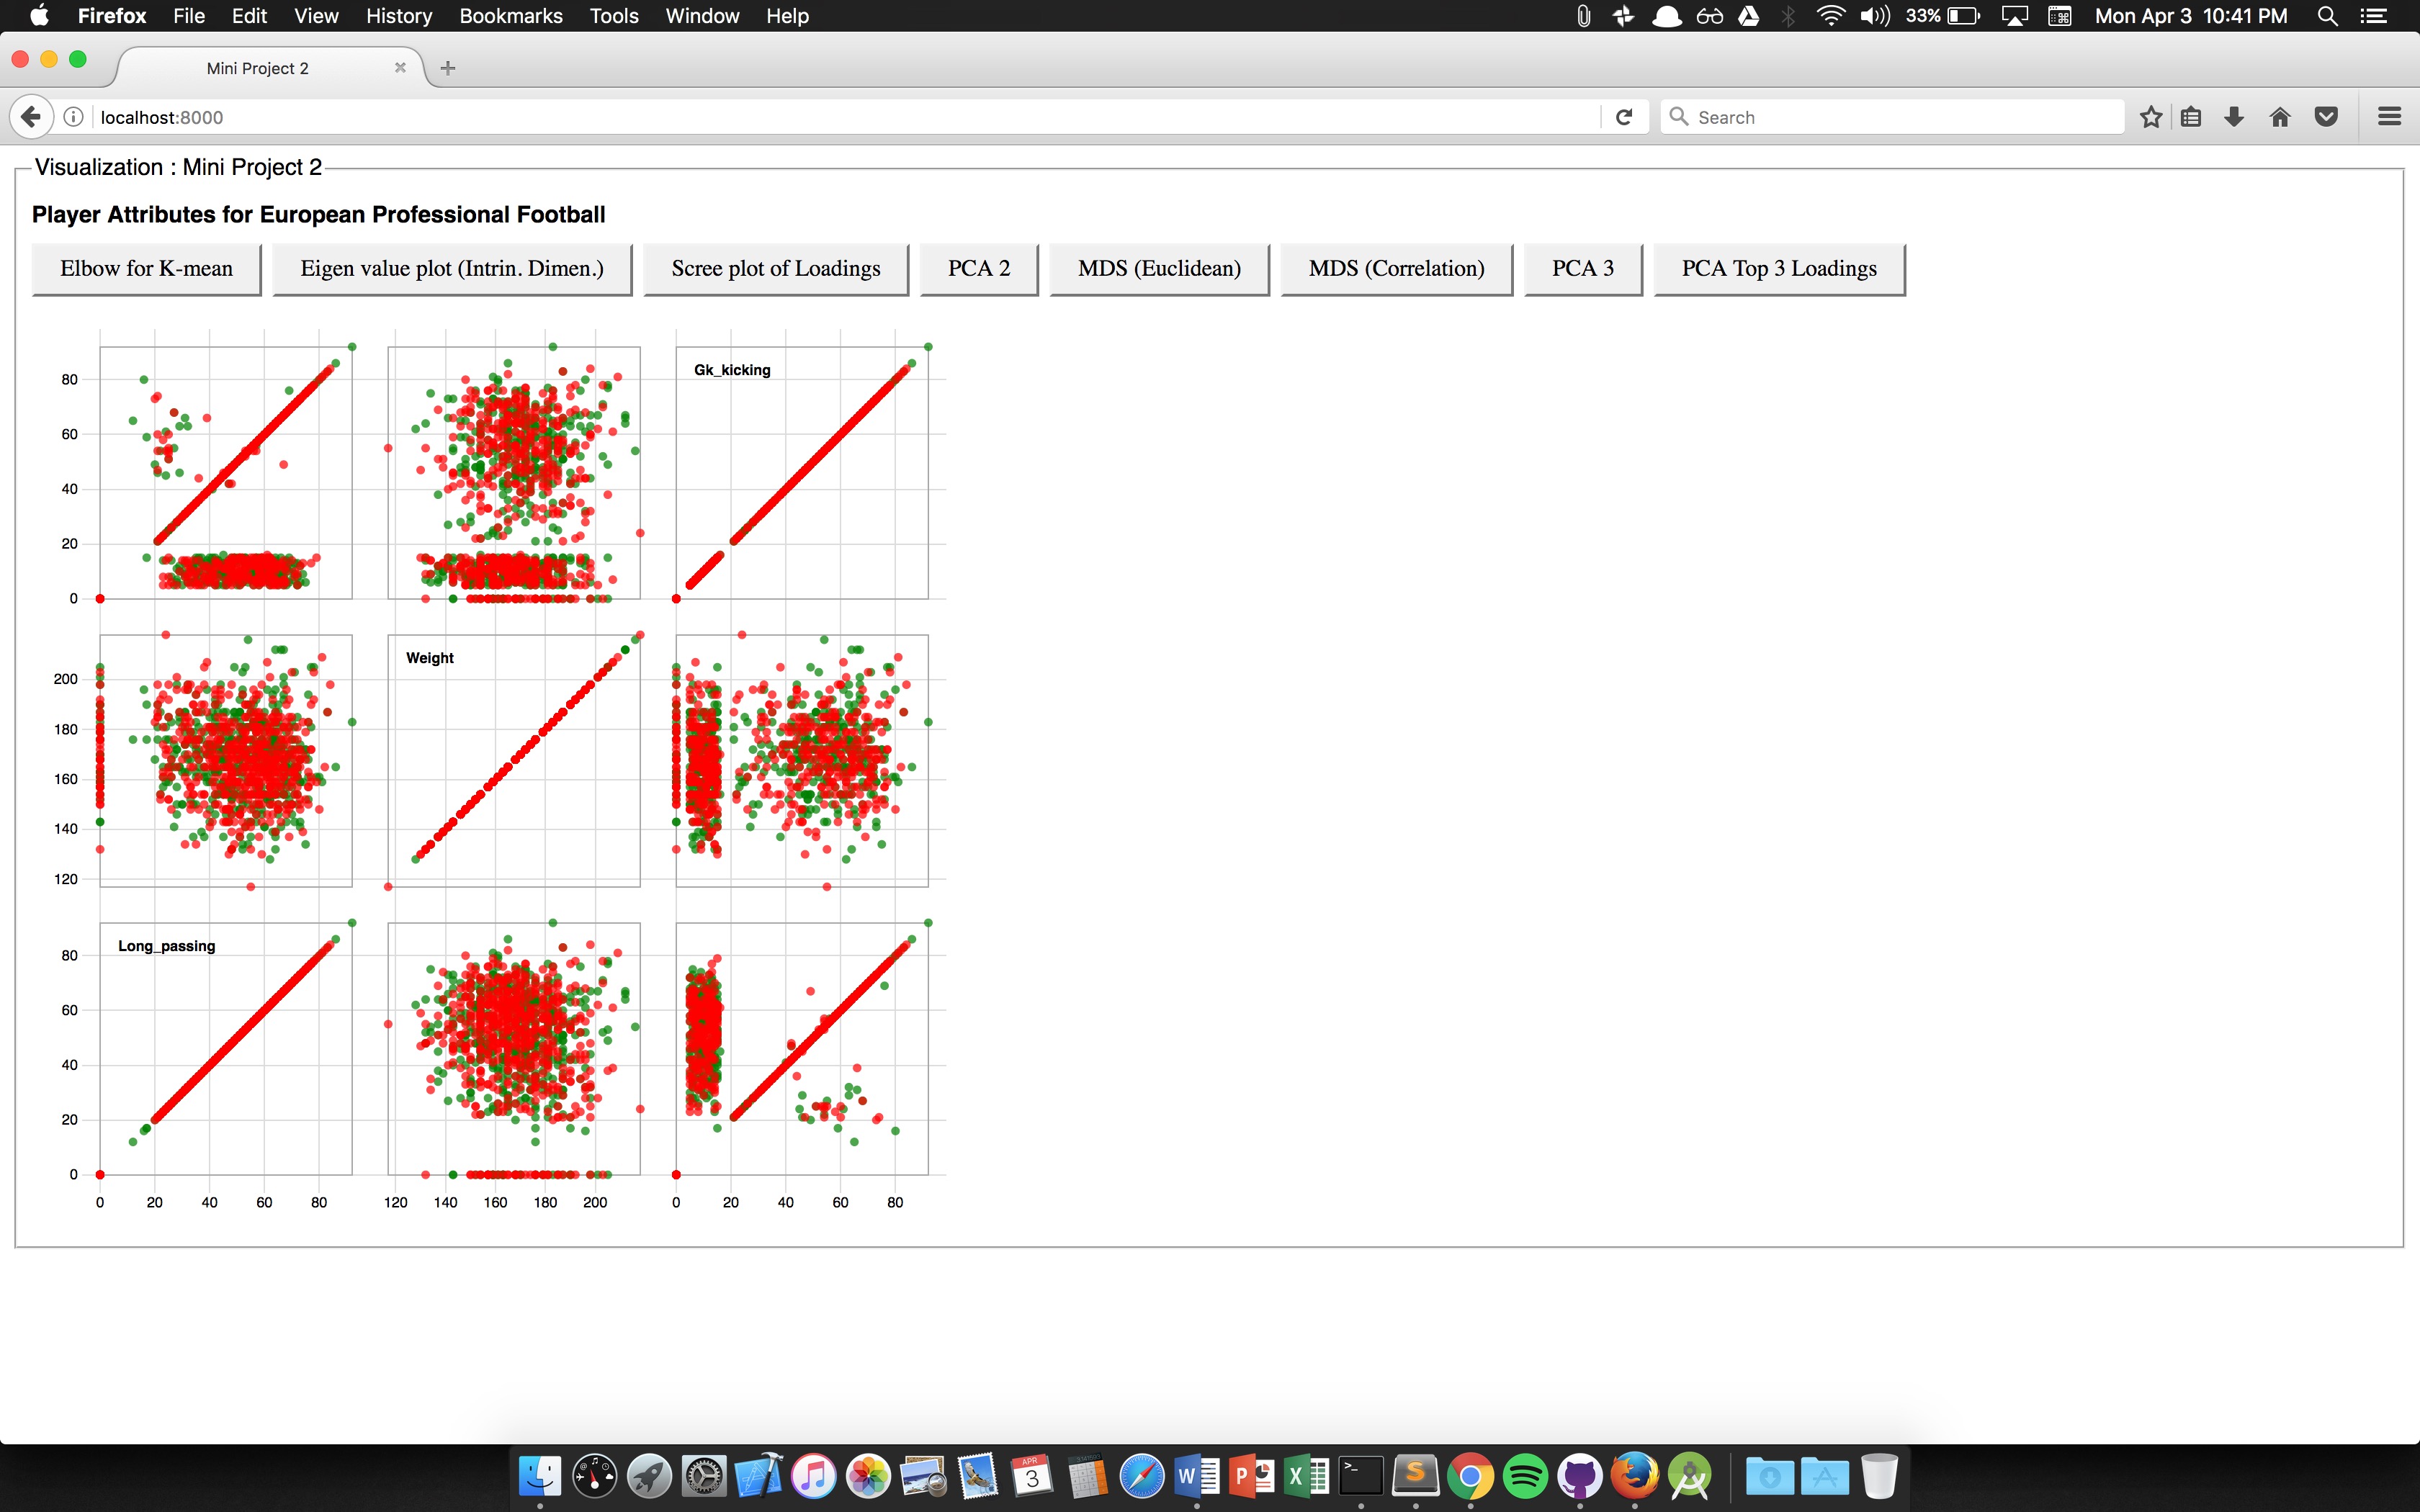 Firefox File Edit View History Bookmarks Tools Window Help 33% Mon Apr 3 10:41 PM
Mini Project 2
localhost:8000 Search
Visualization : Mini Project 2
Player Attributes for European Professional Football
Elbow for K-mean Eigen value plot (Intrin. Dimen.) Scree plot of Loadings PCA 2 MDS (Euclidean) MDS (Correlation) PCA 3 PCA Top 3 Loadings
Gk_kicking
80
60
40
20
0
Weight
200
180
160
140
120
Long_passing
80
60
40
20
0
0 20 40 60 80 120 140 160 180 200 0 20 40 60 80
APR
3
W P X >_ S